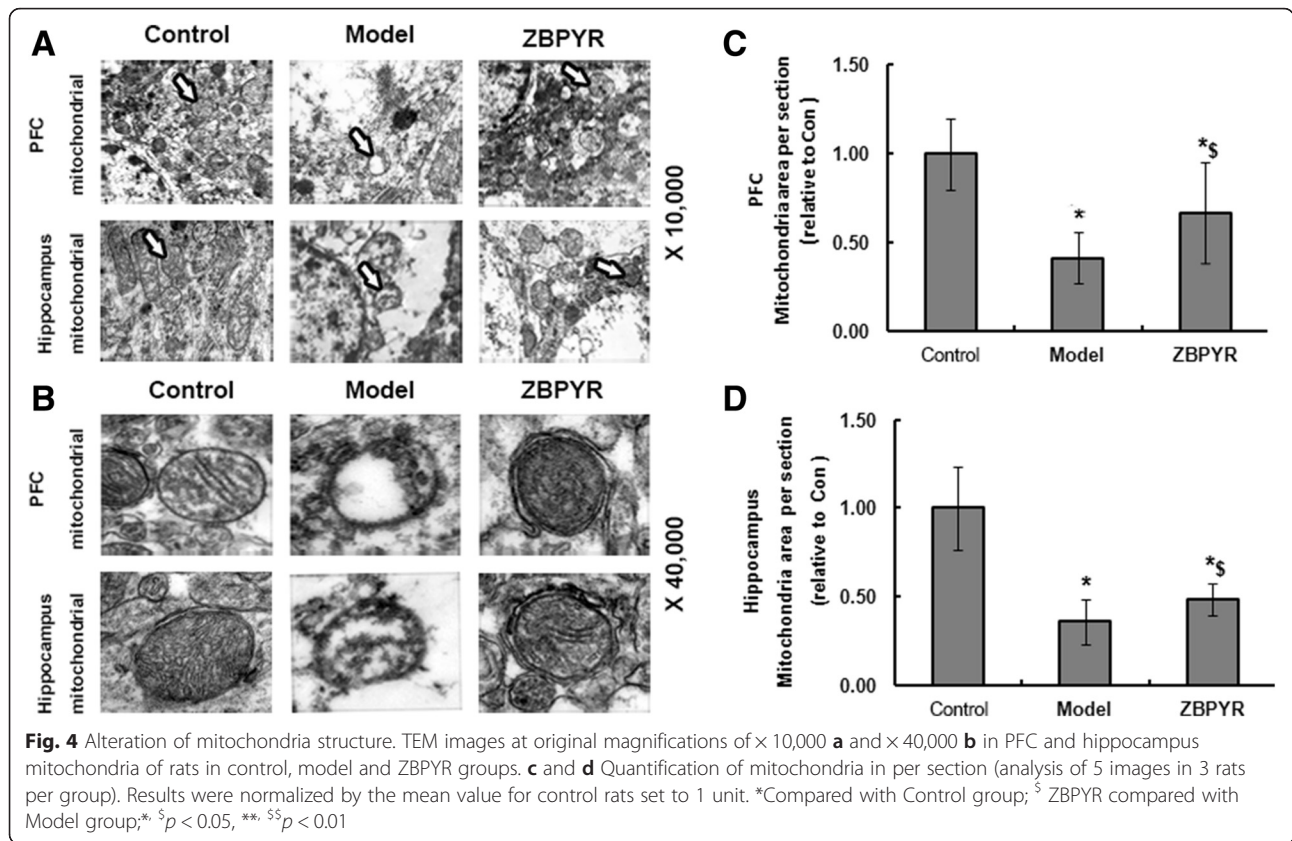 A
Control
Model
ZBPYR
PFC
mitochondrial
Hippocampus
mitochondrial
X 10,000
B
Control
Model
ZBPYR
PFC
mitochondrial
Hippocampus
mitochondrial
X 40,000
C
PFC
Mitochondria area per section
(relative to Con )
1.50
1.00
0.50
0.00
*
*$
Control
Model
ZBPYR
D
Hippocampus
Mitochondria area per section
(relative to Con )
1.50
1.00
0.50
0.00
*
*$
Control
Model
ZBPYR
Fig. 4 Alteration of mitochondria structure. TEM images at original magnifications of × 10,000 a and × 40,000 b in PFC and hippocampus
mitochondria of rats in control, model and ZBPYR groups. c and d Quantification of mitochondria in per section (analysis of 5 images in 3 rats
per group). Results were normalized by the mean value for control rats set to 1 unit. *Compared with Control group; $ ZBPYR compared with
Model group;*, $p < 0.05, **, $$p < 0.01